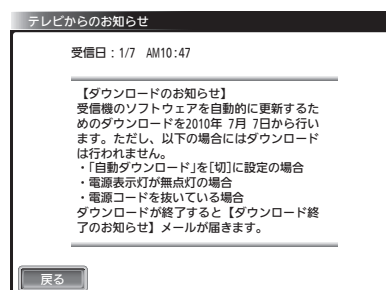 テレビからのお知らせ
受信日：1/7 AM10:47
【ダウンロードのお知らせ】
受信機のソフトウェアを自動的に更新するた
めのダウンロードを2010年 7月 7日から行い
ます。ただし、以下の場合にはダウンロード
は行われません。
・「自動ダウンロード」を[切]に設定の場合
・電源表示灯が無点灯の場合
・電源コードを抜いている場合
ダウンロードが終了すると【ダウンロード終
了のお知らせ】メールが届きます。
戻る